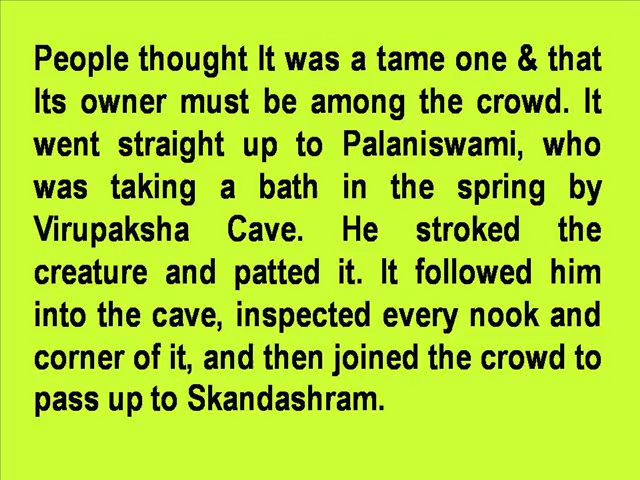 People thought It was a tame one & that
Its owner must be among the crowd. It
went straight up to Palaniswami, who
was taking a bath in the spring by
Virupaksha Cave. He stroked the
creature and patted it. It followed him
into the cave, inspected every nook and
corner of it, and then joined the crowd to
pass up to Skandashram.